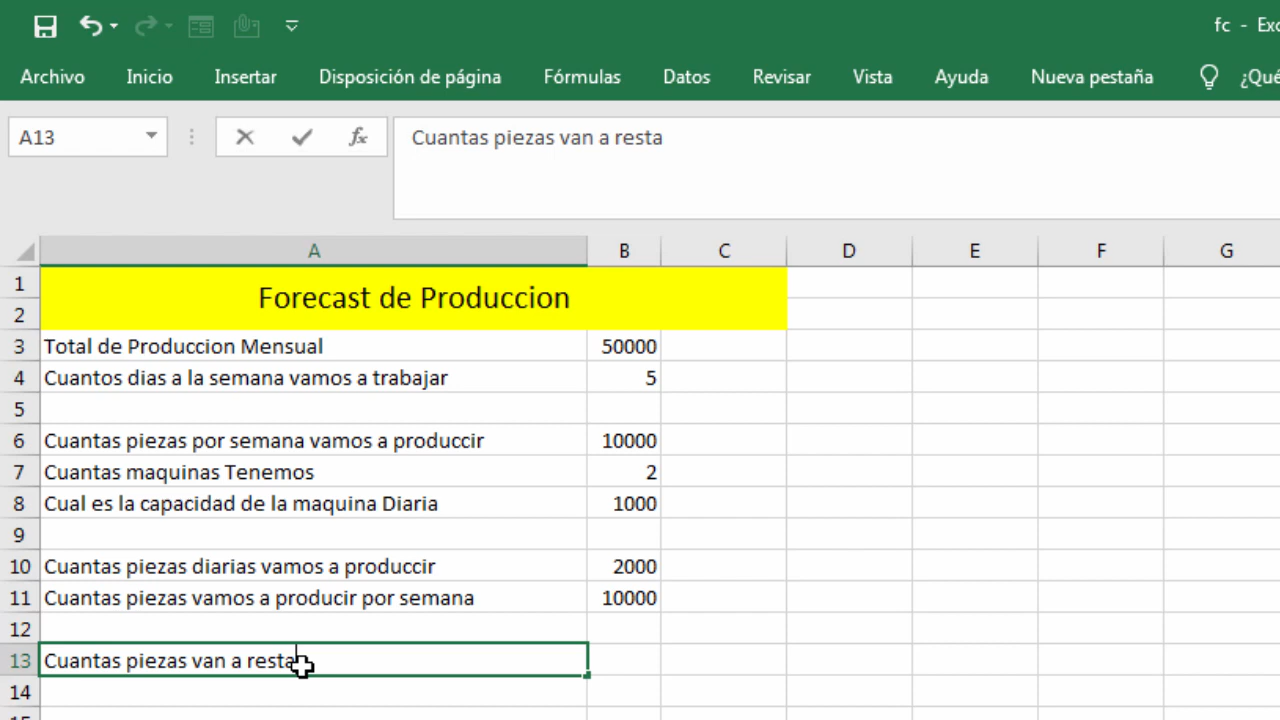 fc - Exc
Archivo Inicio Insertar Disposición de página Fórmulas Datos Revisar Vista Ayuda Nueva pestaña ¿Qué
A13 fx Cuantas piezas van a resta
A B C D E F G
1 Forecast de Produccion
2
3 Total de Produccion Mensual 50000
4 Cuantos dias a la semana vamos a trabajar 5
5
6 Cuantas piezas por semana vamos a produccir 10000
7 Cuantas maquinas Tenemos 2
8 Cual es la capacidad de la maquina Diaria 1000
9
10 Cuantas piezas diarias vamos a produccir 2000
11 Cuantas piezas vamos a producir por semana 10000
12
13 Cuantas piezas van a resta
14